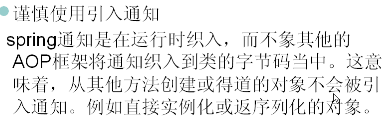 谨慎使用引入通知
spring通知是在运行时织入，而不象其他的
AOP框架将通知织入到类的字节码当中。这意
味着，从其他方法创建或得道的对象不会被引
入通知。例如直接实例化或返序列化的对象。